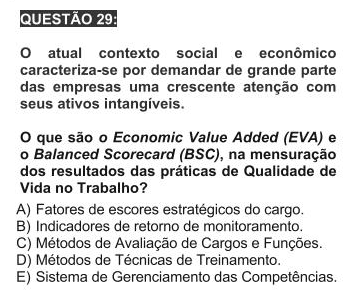 QUESTÃO 29:
O atual contexto social e econômico
caracteriza-se por demandar de grande parte
das empresas uma crescente atenção com
seus ativos intangíveis.
O que são o Economic Value Added (EVA) e
o Balanced Scorecard (BSC), na mensuração
dos resultados das práticas de Qualidade de
Vida no Trabalho?
A) Fatores de escores estratégicos do cargo.
B) Indicadores de retorno de monitoramento.
C) Métodos de Avaliação de Cargos e Funções.
D) Métodos de Técnicas de Treinamento.
E) Sistema de Gerenciamento das Competências.